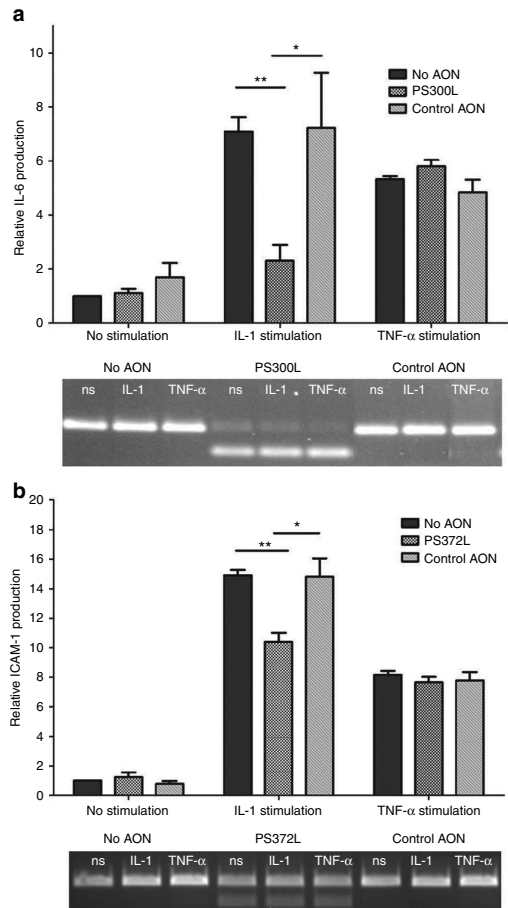 a
10
8
6
4
2
0
Relative IL-6 production
** *
No AON
PS300L
Control AON
No stimulation IL-1 stimulation TNF-α stimulation
No AON PS300L Control AON
ns IL-1 TNF-α ns IL-1 TNF-α ns IL-1 TNF-α
b
20
18
16
14
12
10
8
6
4
2
0
Relative ICAM-1 production
** *
No AON
PS372L
Control AON
No stimulation IL-1 stimulation TNF-α stimulation
No AON PS372L Control AON
ns IL-1 TNF-α ns IL-1 TNF-α ns IL-1 TNF-α